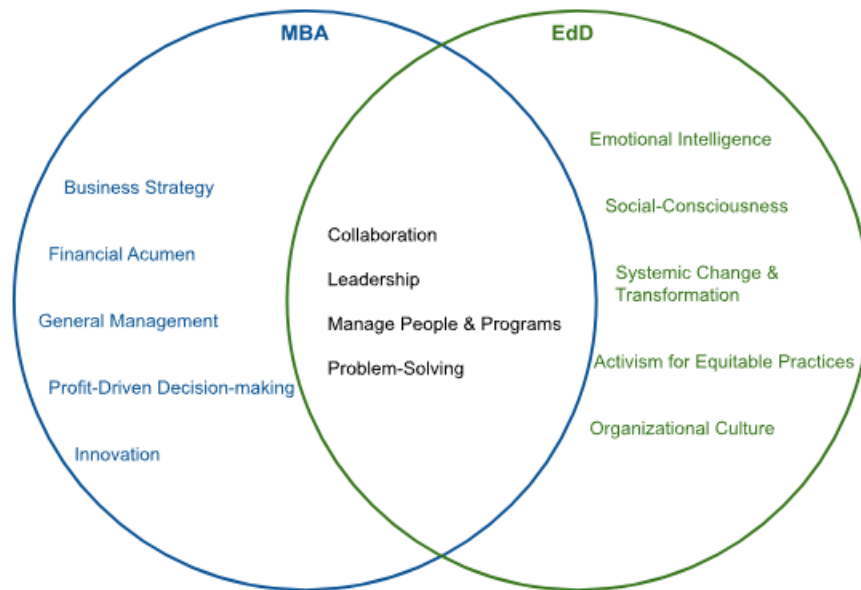 MBA
EdD
Business Strategy
Financial Acumen
General Management
Profit-Driven Decision-making
Innovation
Collaboration
Leadership
Manage People & Programs
Problem-Solving
Emotional Intelligence
Social-Consciousness
Systemic Change &
Transformation
Activism for Equitable Practices
Organizational Culture